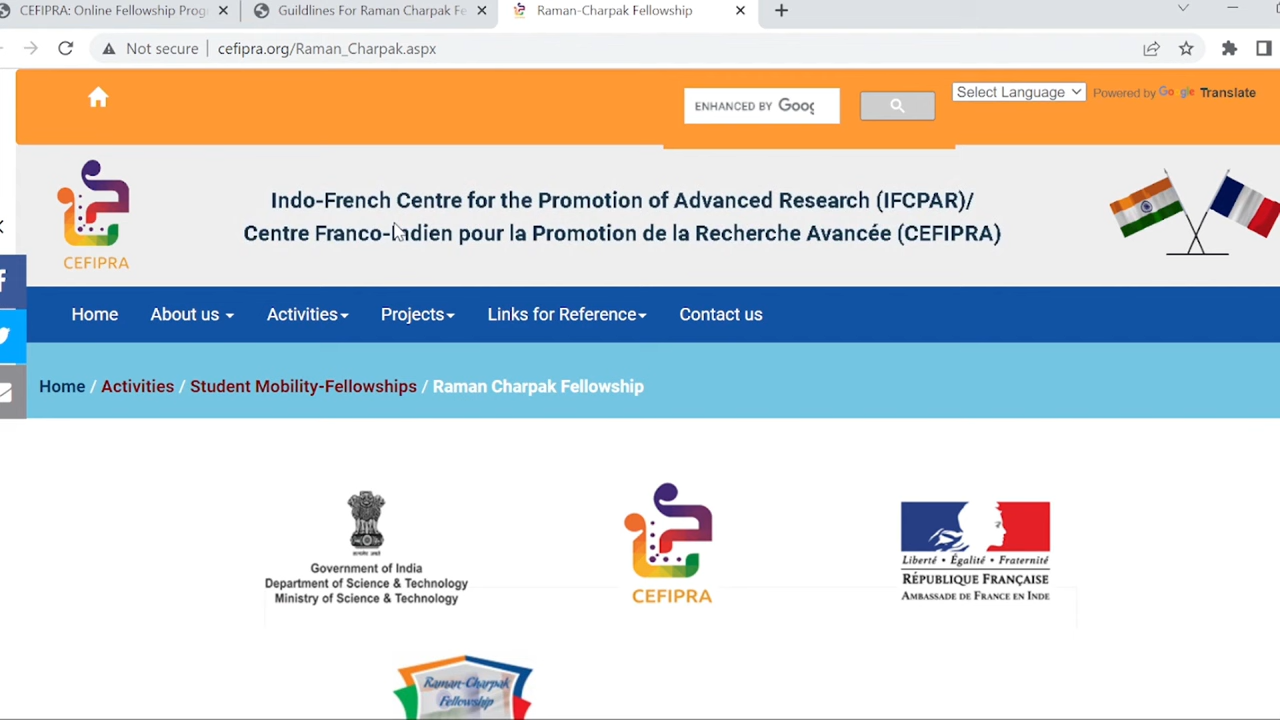 CEFIPRA: Online Fellowship Prog
Guildlines For Raman Charpak Fe
Raman-Charpak Fellowship
Not secure
cefipra.org/Raman_Charpak.aspx
ENHANCED BY Goog
Select Language
Powered by Google Translate
Indo-French Centre for the Promotion of Advanced Research (IFCPAR)/
Centre Franco-Indien pour la Promotion de la Recherche Avancée (CEFIPRA)
CEFIPRA
Home About us Activities Projects Links for Reference Contact us
Home / Activities / Student Mobility-Fellowships / Raman Charpak Fellowship
सत्यमेव जयते
Government of India
Department of Science & Technology
Ministry of Science & Technology
CEFIPRA
Liberté • Égalité • Fraternité
RÉPUBLIQUE FRANÇAISE
AMBASSADE DE FRANCE EN INDE
Raman-Charpak
Fellowship